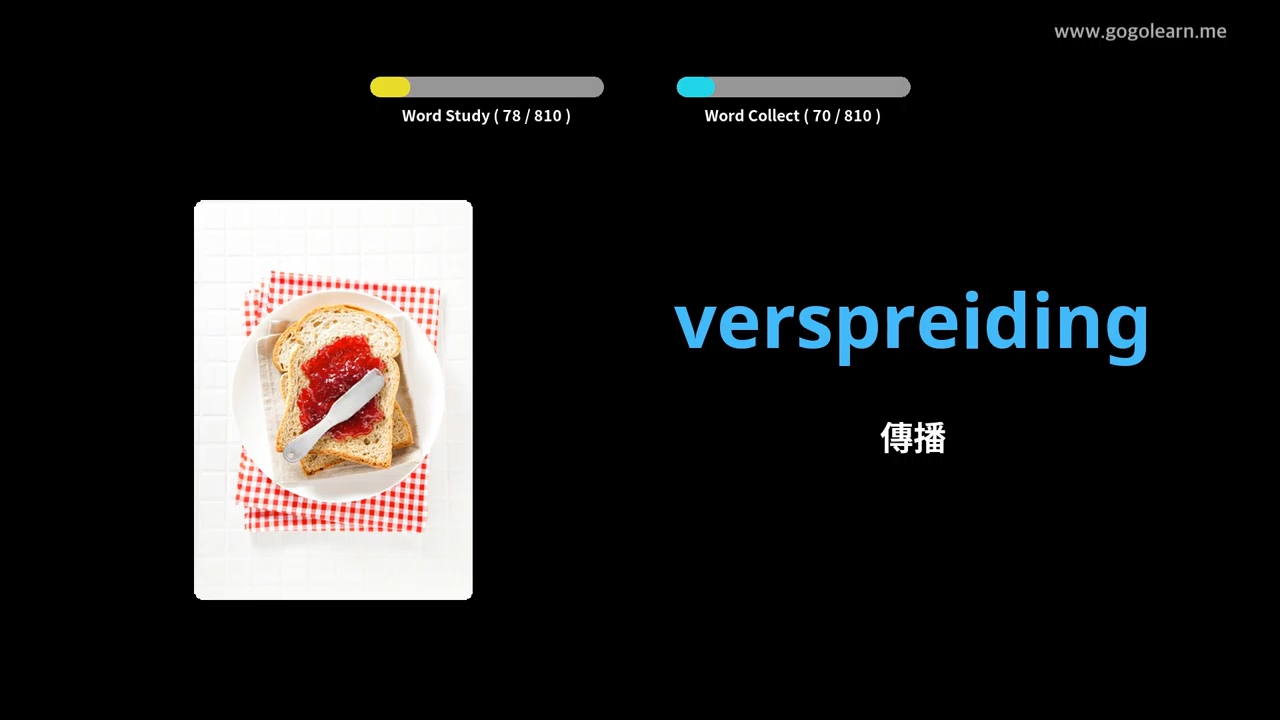 www.gogolearn.me
Word Study ( 78 / 810 )
Word Collect ( 70 / 810 )
verspreiding
傳播